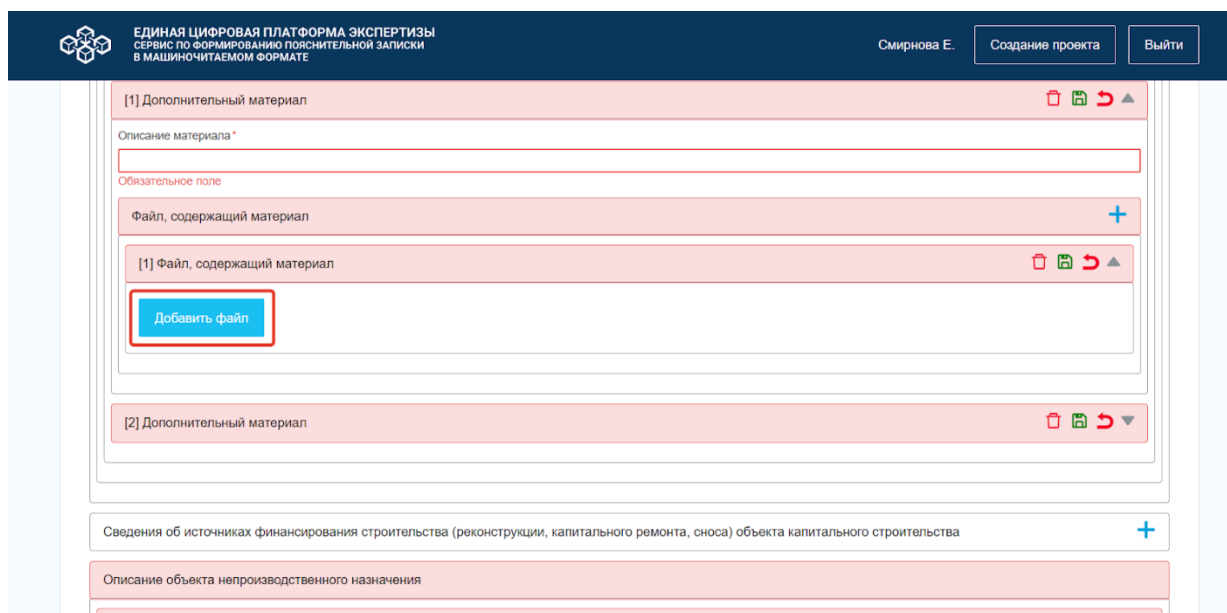 ЕДИНАЯ ЦИФРОВАЯ ПЛАТФОРМА ЭКСПЕРТИЗЫ
СЕРВИС ПО ФОРМИРОВАНИЮ ПОЯСНИТЕЛЬНОЙ ЗАПИСКИ
В МАШИНОЧИТАЕМОМ ФОРМАТЕ
Смирнова Е.
Создание проекта
Выйти
[1] Дополнительный материал
Описание материала*
Обязательное поле
Файл, содержащий материал
[1] Файл, содержащий материал
Добавить файл
[2] Дополнительный материал
Сведения об источниках финансирования строительства (реконструкции, капитального ремонта, сноса) объекта капитального строительства
Описание объекта непроизводственного назначения